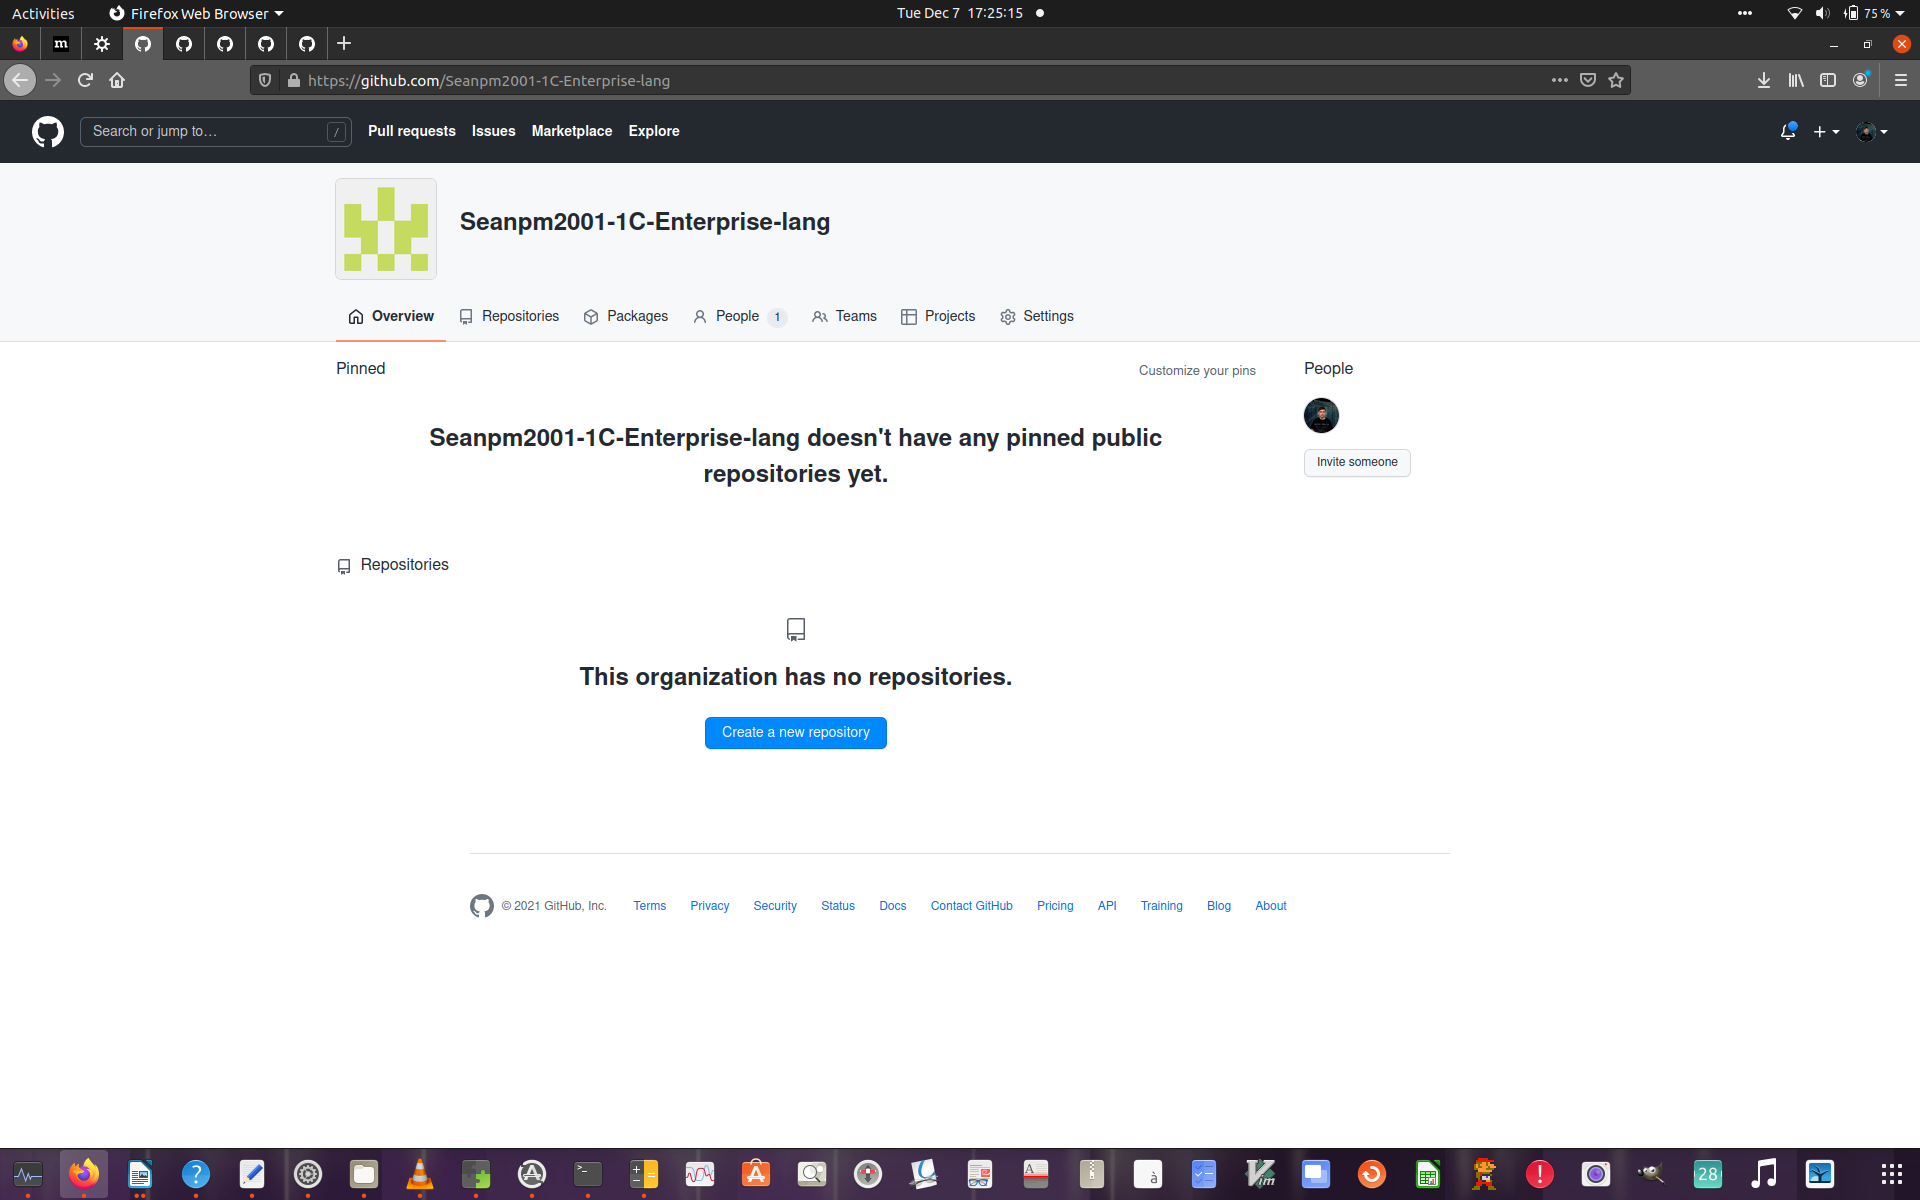 Activities
Firefox Web Browser
Tue Dec 7 17:25:15
75 %
m
https://github.com/Seanpm2001-1C-Enterprise-lang
Search or jump to…
/
Pull requests
Issues
Marketplace
Explore
Seanpm2001-1C-Enterprise-lang
Overview
Repositories
Packages
People 1
Teams
Projects
Settings
Pinned
Customize your pins
People
Seanpm2001-1C-Enterprise-lang doesn't have any pinned public
repositories yet.
Invite someone
Repositories
This organization has no repositories.
Create a new repository
© 2021 GitHub, Inc.
Terms
Privacy
Security
Status
Docs
Contact GitHub
Pricing
API
Training
Blog
About
?
>_
A
à
Vim
!
28